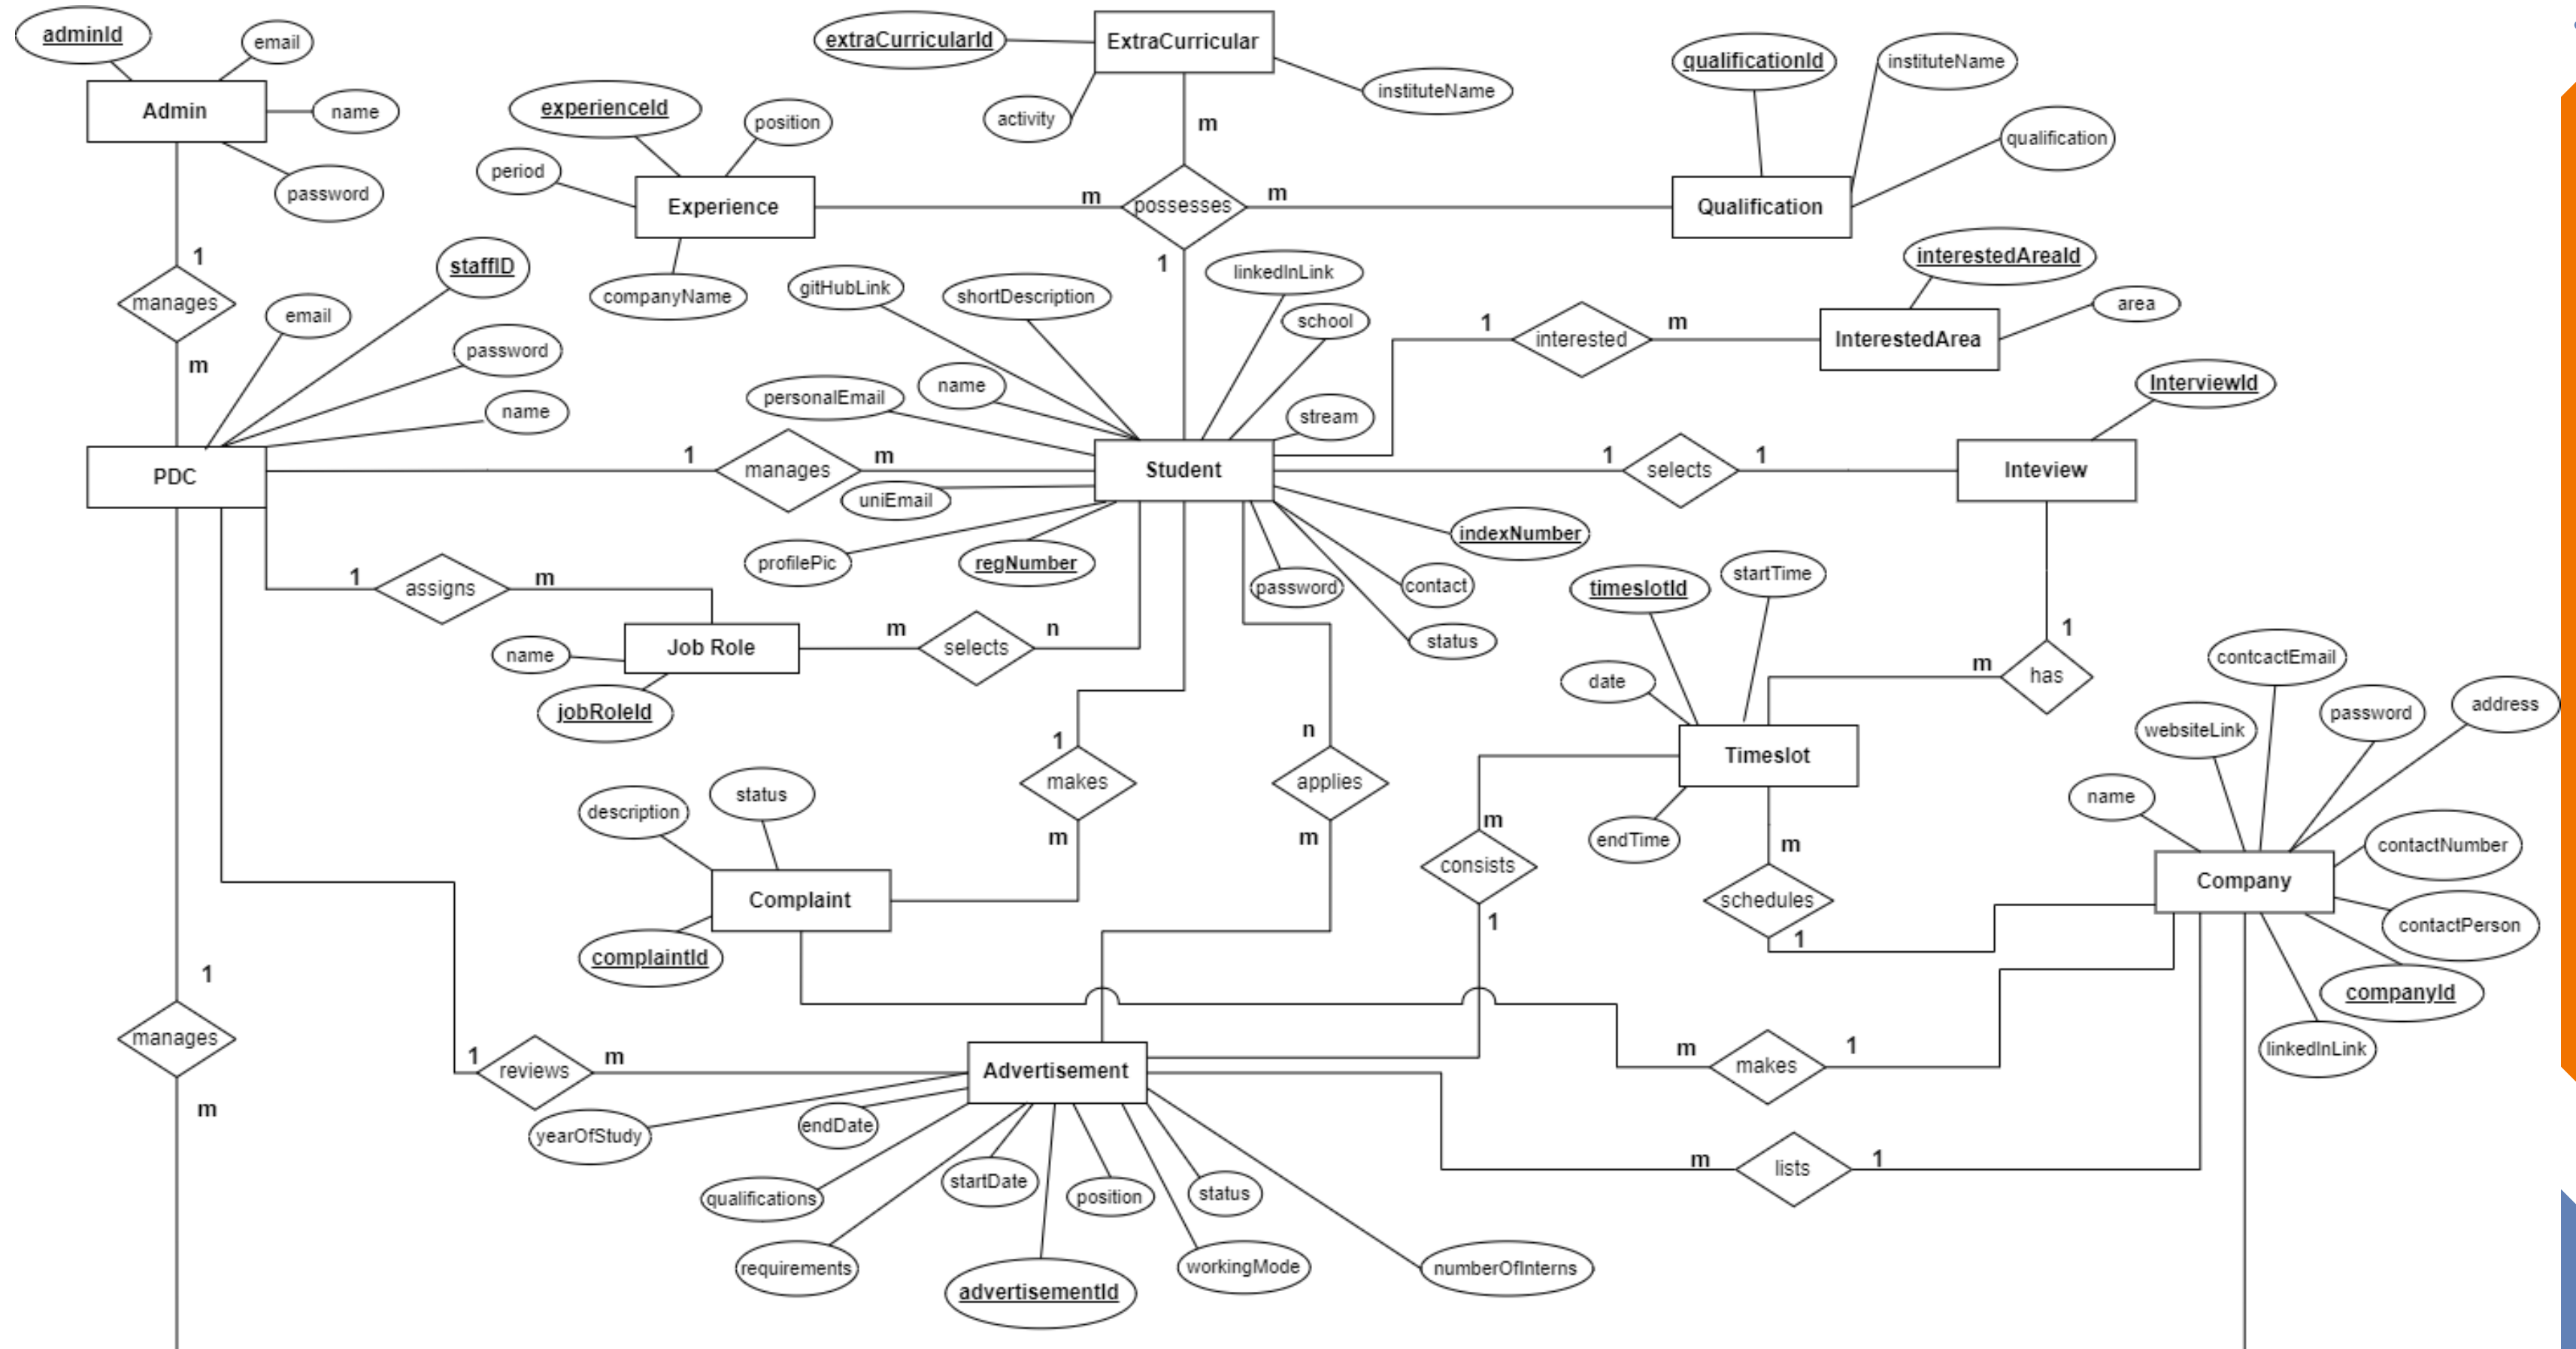 adminId
email
Admin
name
password
extraCurricularId
ExtraCurricular
instituteName
activity
m
qualificationId
instituteName
qualification
Qualification
experienceId
position
period
Experience
companyName
m
possesses
m
1
1
manages
m
staffID
email
password
name
PDC
gitHubLink
shortDescription
linkedInLink
school
name
personalEmail
stream
1
interested
m
interestedAreaId
area
InterestedArea
InterviewId
1
manages
m
Student
1
selects
1
Inteview
uniEmail
profilePic
regNumber
indexNumber
password
contact
status
1
assigns
m
Job Role
name
jobRoleId
m
selects
n
timeslotId
startTime
date
Timeslot
endTime
m
has
1
contcactEmail
websiteLink
password
address
name
contactNumber
Company
contactPerson
companyId
linkedInLink
1
makes
m
n
applies
m
description
status
Complaint
complaintId
m
consists
1
m
schedules
1
1
manages
m
1
reviews
m
Advertisement
m
makes
1
yearOfStudy
endDate
qualifications
startDate
position
status
requirements
advertisementId
workingMode
numberOfInterns
m
lists
1